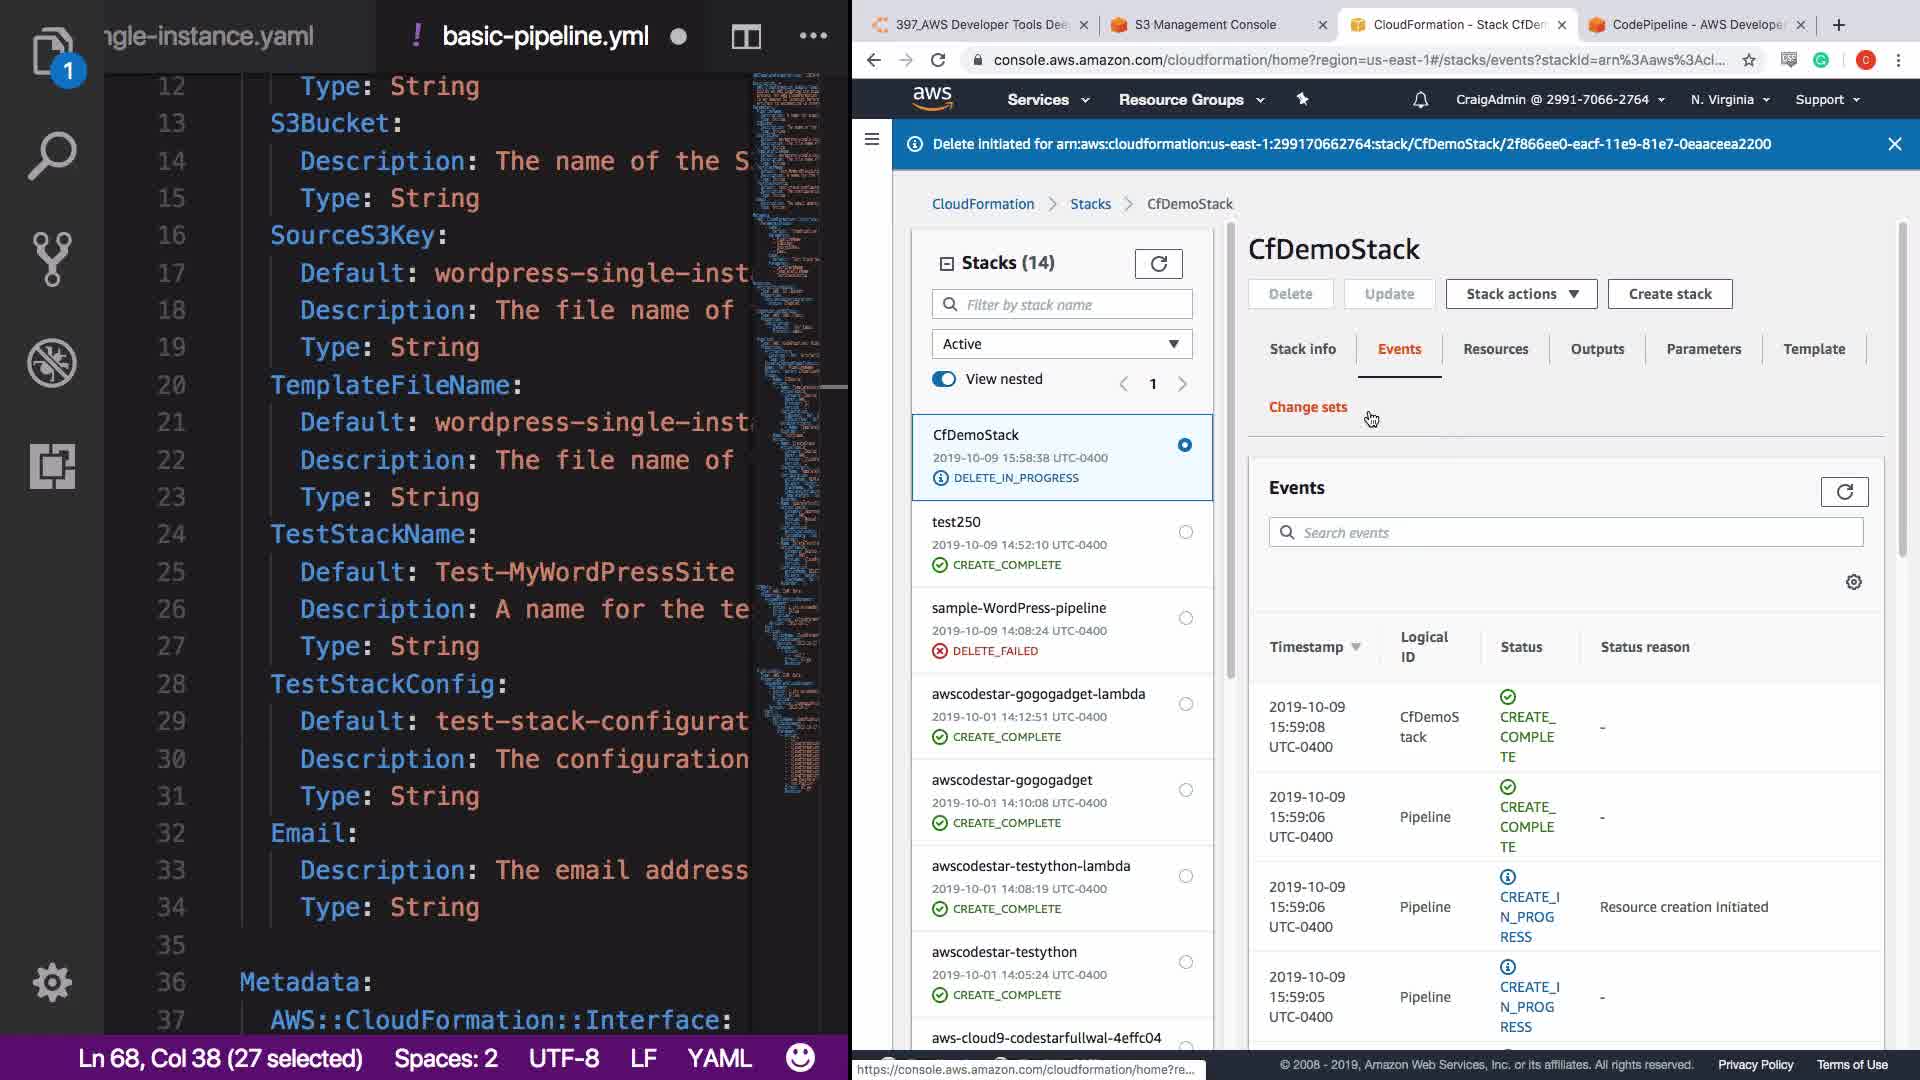 ngle-instance.yaml
! basic-pipeline.yml
1
12 Type: String
13 S3Bucket:
14 Description: The name of the S
15 Type: String
16 SourceS3Key:
17 Default: wordpress-single-inst
18 Description: The file name of
19 Type: String
20 TemplateFileName:
21 Default: wordpress-single-inst
22 Description: The file name of
23 Type: String
24 TestStackName:
25 Default: Test-MyWordPressSite
26 Description: A name for the te
27 Type: String
28 TestStackConfig:
29 Default: test-stack-configurat
30 Description: The configuration
31 Type: String
32 Email:
33 Description: The email address
34 Type: String
35
36 Metadata:
37 AWS::CloudFormation::Interface:
Ln 68, Col 38 (27 selected) Spaces: 2 UTF-8 LF YAML
397_AWS Developer Tools Dee
S3 Management Console
CloudFormation - Stack CfDem
CodePipeline - AWS Developer
console.aws.amazon.com/cloudformation/home?region=us-east-1#/stacks/events?stackId=arn%3Aaws%3Acl...
C
aws Services Resource Groups CraigAdmin @ 2991-7066-2764 N. Virginia Support
Delete initiated for arn:aws:cloudformation:us-east-1:299170662764:stack/CfDemoStack/2f866ee0-eacf-11e9-81e7-0eaaceea2200
CloudFormation > Stacks > CfDemoStack
Stacks (14)
Filter by stack name
Active
View nested
1
CfDemoStack
2019-10-09 15:58:38 UTC-0400
DELETE_IN_PROGRESS
test250
2019-10-09 14:52:10 UTC-0400
CREATE_COMPLETE
sample-WordPress-pipeline
2019-10-09 14:08:24 UTC-0400
DELETE_FAILED
awscodestar-gogogadget-lambda
2019-10-01 14:12:51 UTC-0400
CREATE_COMPLETE
awscodestar-gogogadget
2019-10-01 14:10:08 UTC-0400
CREATE_COMPLETE
awscodestar-testython-lambda
2019-10-01 14:08:19 UTC-0400
CREATE_COMPLETE
awscodestar-testython
2019-10-01 14:05:24 UTC-0400
CREATE_COMPLETE
aws-cloud9-codestarfullwal-4effc04
CfDemoStack
Delete Update Stack actions Create stack
Stack info Events Resources Outputs Parameters Template
Change sets
Events
Search events
Timestamp Logical ID Status Status reason
2019-10-09
15:59:08
UTC-0400
CfDemoS
tack
CREATE_
COMPLE
TE
-
2019-10-09
15:59:06
UTC-0400
Pipeline
CREATE_
COMPLE
TE
-
2019-10-09
15:59:06
UTC-0400
Pipeline
CREATE_I
N_PROG
RESS
Resource creation Initiated
2019-10-09
15:59:05
UTC-0400
Pipeline
CREATE_I
N_PROG
RESS
-
https://console.aws.amazon.com/cloudformation/home?re...
© 2008 - 2019, Amazon Web Services, Inc. or its affiliates. All rights reserved. Privacy Policy Terms of Use